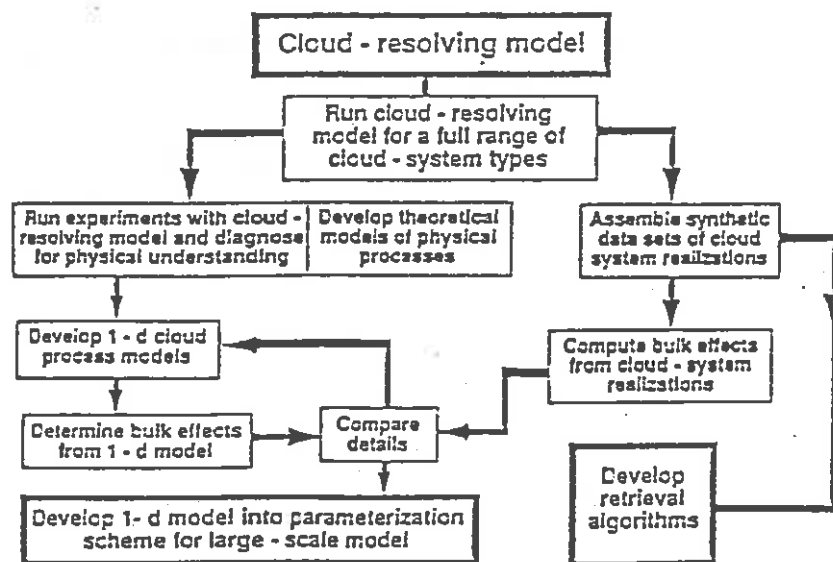 Cloud - resolving model
Run cloud - resolving
model for a full range of
cloud - system types
Run experiments with cloud -
resolving model and diagnose
for physical understanding
Develop theoretical
models of physical
processes
Assemble synthetic
data sets of cloud
system realizations
Develop 1 - d cloud
process models
Compute bulk effects
from cloud - system
realizations
Determine bulk effects
from 1 - d model
Compare
details
Develop
retrieval
algorithms
Develop 1- d model into parameterization
scheme for large - scale model